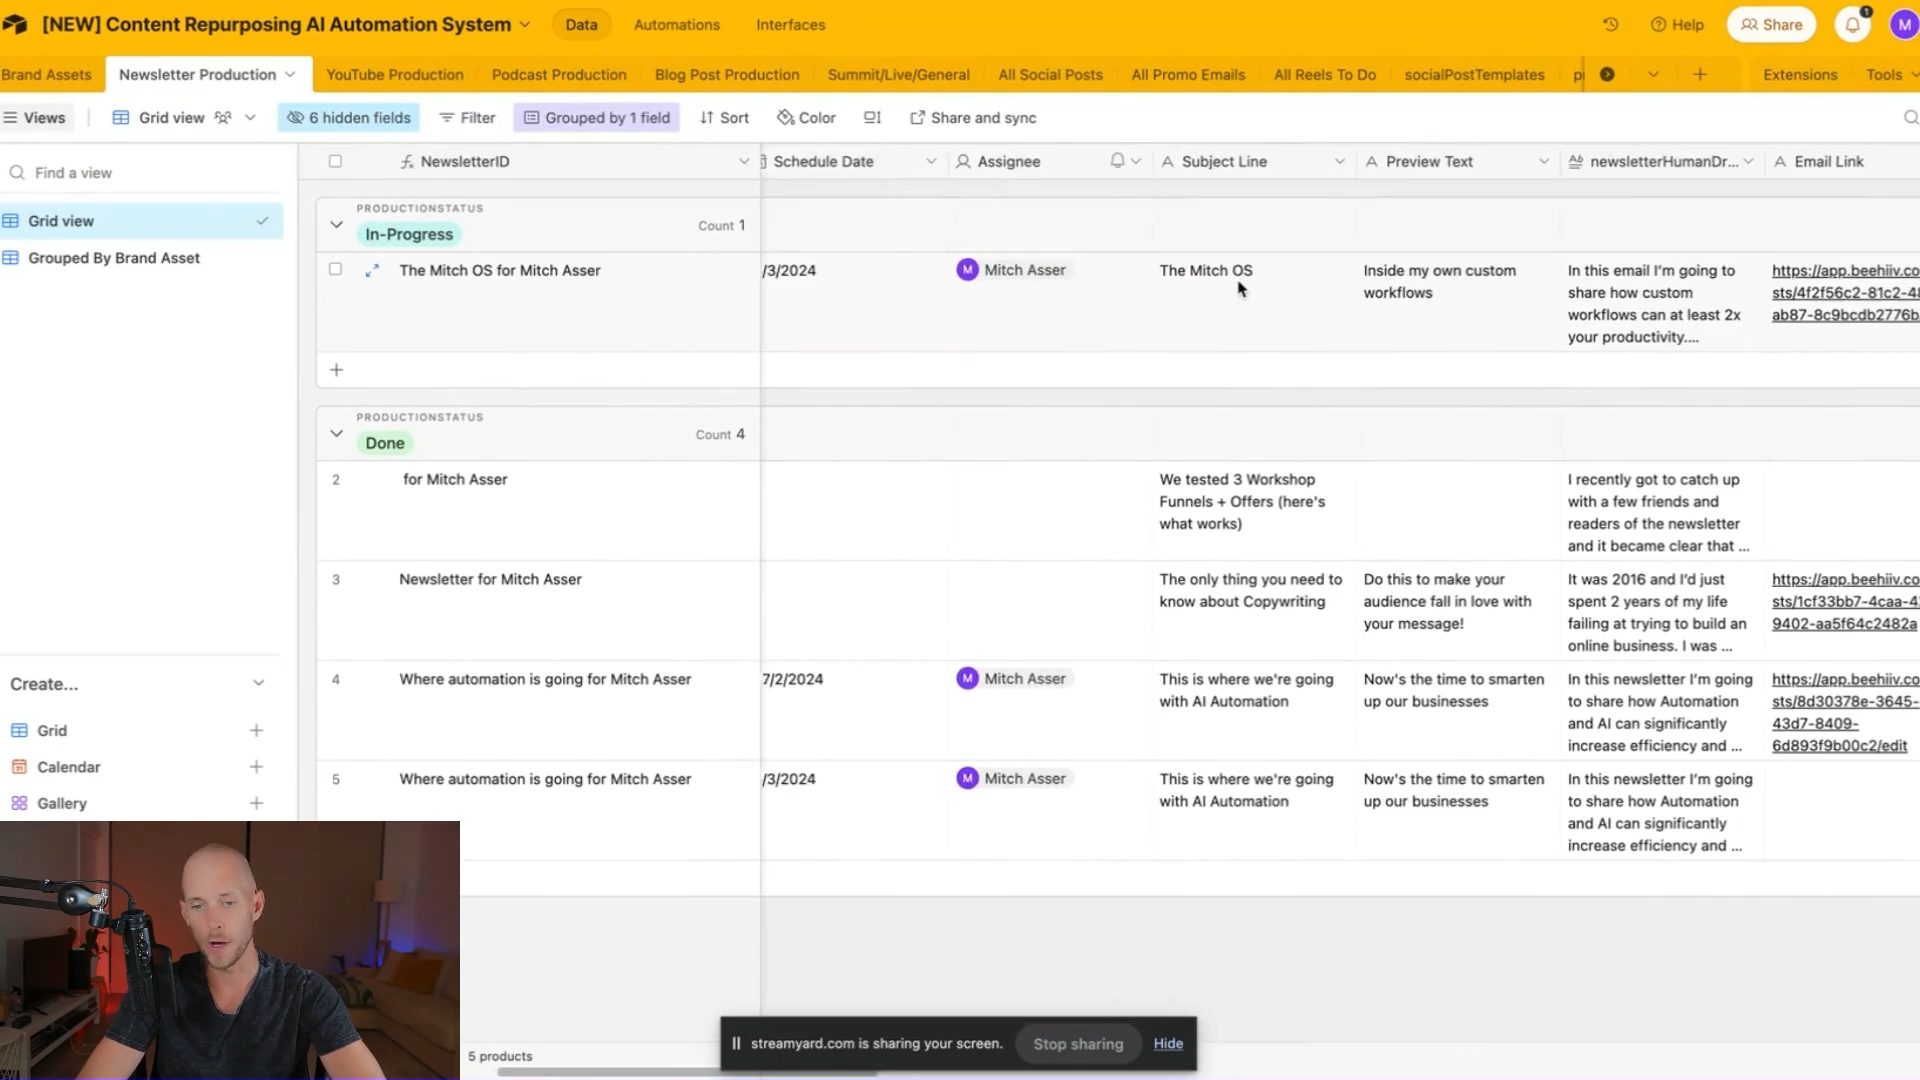 [NEW] Content Repurposing AI Automation System
Data
Automations
Interfaces
Help
Share
1
M
Brand Assets
Newsletter Production
YouTube Production
Podcast Production
Blog Post Production
Summit/Live/General
All Social Posts
All Promo Emails
All Reels To Do
socialPostTemplates
Extensions
Tools
Views
Grid view
6 hidden fields
Filter
Grouped by 1 field
Sort
Color
Share and sync
Find a view
Grid view
Grouped By Brand Asset
Create...
Grid
Calendar
Gallery
NewsletterID
Schedule Date
Assignee
Subject Line
Preview Text
newsletterHumanDr...
Email Link
PRODUCTIONSTATUS
In-Progress
Count 1
The Mitch OS for Mitch Asser
/3/2024
M Mitch Asser
The Mitch OS
Inside my own custom
workflows
In this email I'm going to
share how custom
workflows can at least 2x
your productivity....
https://app.beehiiv.co
sts/4f2f56c2-81c2-48
ab87-8c9bcdb2776b
PRODUCTIONSTATUS
Done
Count 4
2
for Mitch Asser
We tested 3 Workshop
Funnels + Offers (here's
what works)
I recently got to catch up
with a few friends and
readers of the newsletter
and it became clear that ...
3
Newsletter for Mitch Asser
The only thing you need to
know about Copywriting
Do this to make your
audience fall in love with
your message!
It was 2016 and I'd just
spent 2 years of my life
failing at trying to build an
online business. I was ...
https://app.beehiiv.co
sts/1cf33bb7-4caa-4
9402-aa5f64c2482a
4
Where automation is going for Mitch Asser
7/2/2024
M Mitch Asser
This is where we're going
with AI Automation
Now's the time to smarten
up our businesses
In this newsletter I'm going
to share how Automation
and AI can significantly
increase efficiency and ...
https://app.beehiiv.co
sts/8d30378e-3645-
43d7-8409-
6d893f9b00c2/edit
5
Where automation is going for Mitch Asser
/3/2024
M Mitch Asser
This is where we're going
with AI Automation
Now's the time to smarten
up our businesses
In this newsletter I'm going
to share how Automation
and AI can significantly
increase efficiency and ...
5 products
streamyard.com is sharing your screen.
Stop sharing
Hide